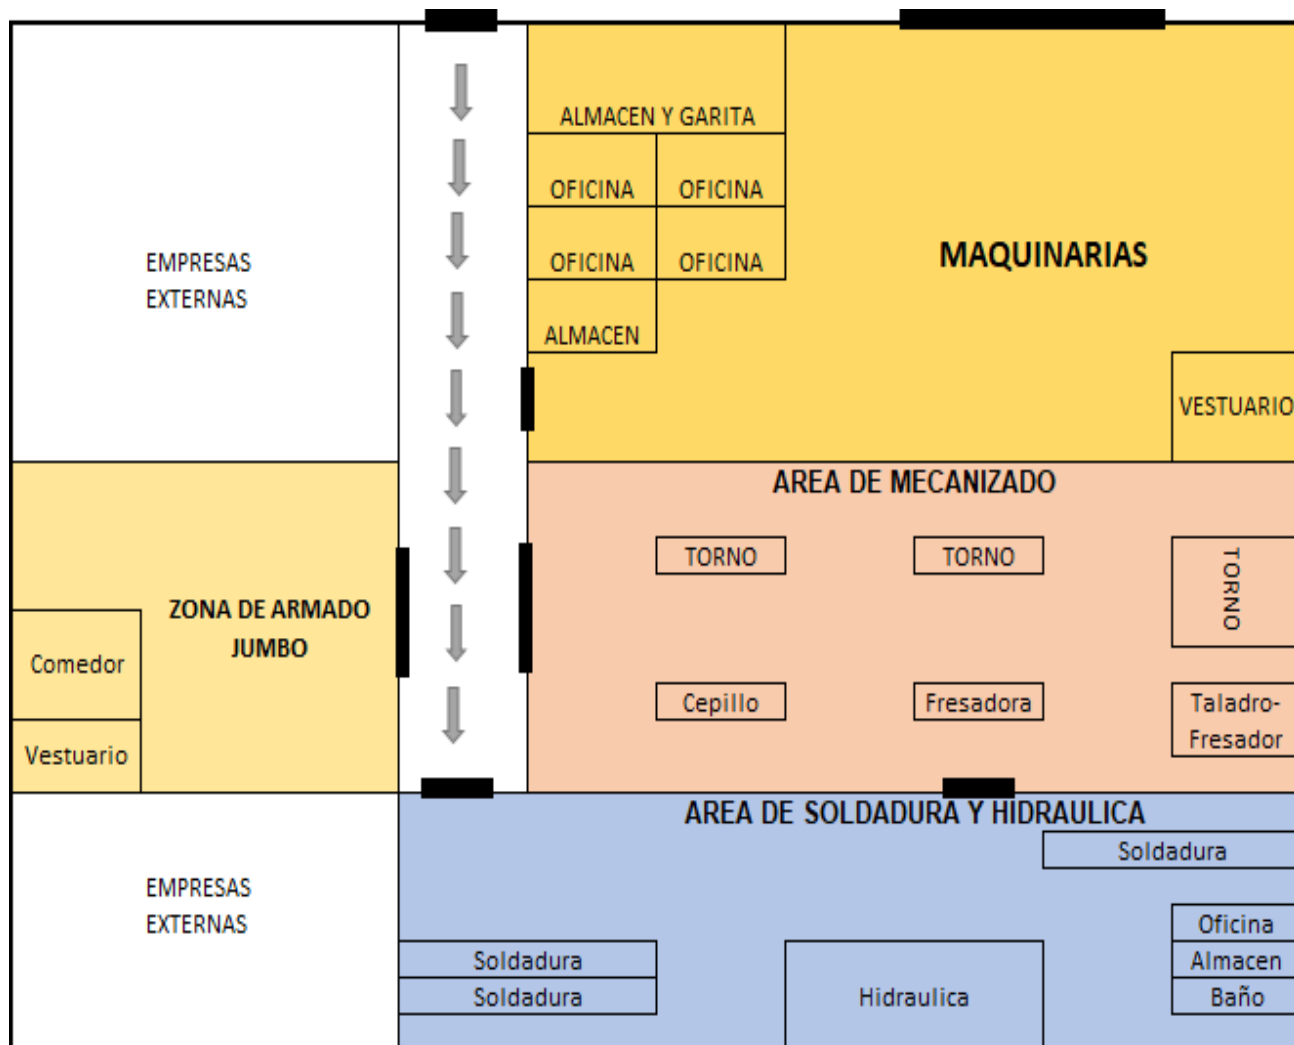 ALMACEN Y GARITA
OFICINA
OFICINA
OFICINA
OFICINA
ALMACEN
MAQUINARIAS
VESTUARIO
EMPRESAS
EXTERNAS
AREA DE MECANIZADO
TORNO
TORNO
TORNO
Cepillo
Fresadora
Taladro-
Fresador
ZONA DE ARMADO
JUMBO
Comedor
Vestuario
AREA DE SOLDADURA Y HIDRAULICA
Soldadura
EMPRESAS
EXTERNAS
Soldadura
Soldadura
Hidraulica
Oficina
Almacen
Baño